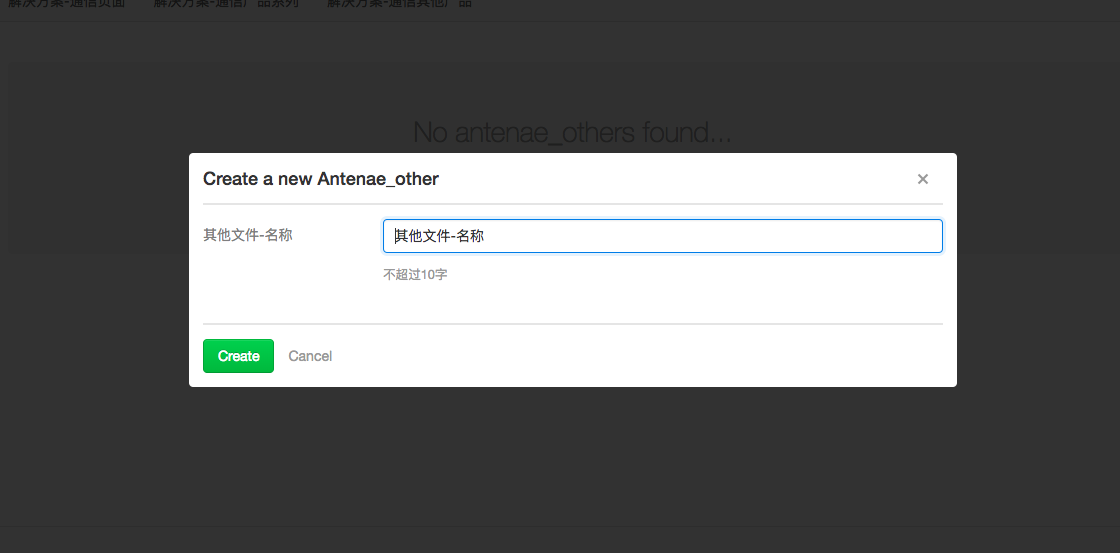 解决方案-通信页面 解决方案-通信产品系列 解决方案-通信其他产品
No antenae_others found...
Create a new Antenae_other ×
其他文件-名称 其他文件-名称
不超过10字
Create Cancel